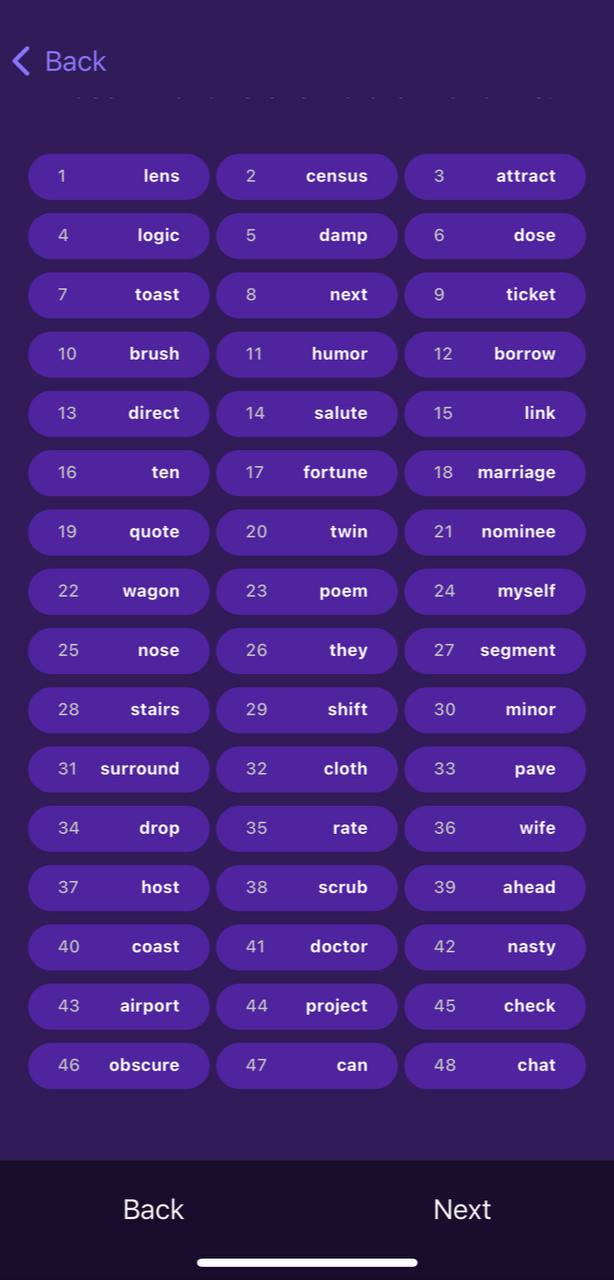 Back
1 lens 2 census 3 attract
4 logic 5 damp 6 dose
7 toast 8 next 9 ticket
10 brush 11 humor 12 borrow
13 direct 14 salute 15 link
16 ten 17 fortune 18 marriage
19 quote 20 twin 21 nominee
22 wagon 23 poem 24 myself
25 nose 26 they 27 segment
28 stairs 29 shift 30 minor
31 surround 32 cloth 33 pave
34 drop 35 rate 36 wife
37 host 38 scrub 39 ahead
40 coast 41 doctor 42 nasty
43 airport 44 project 45 check
46 obscure 47 can 48 chat
Back Next